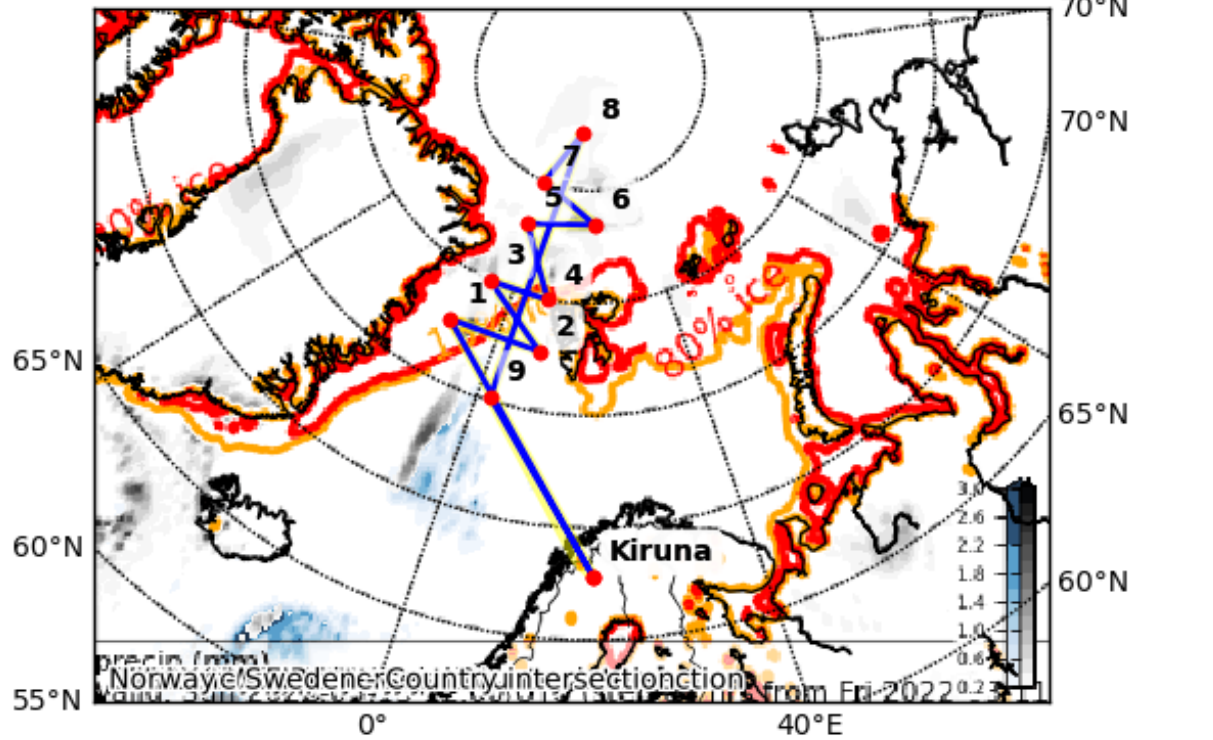 70°N
70°N
8
7
5
6
3
4
1
80% ice
2
65°N
9
65°N
3.0
2.6
Kiruna
60°N
2.2
1.8
60°N
1.4
1.0
0.6
precip (mm)
Norway
Sweden
Country
intersection
from Fri 2022
0.2
55°N
0°
40°E